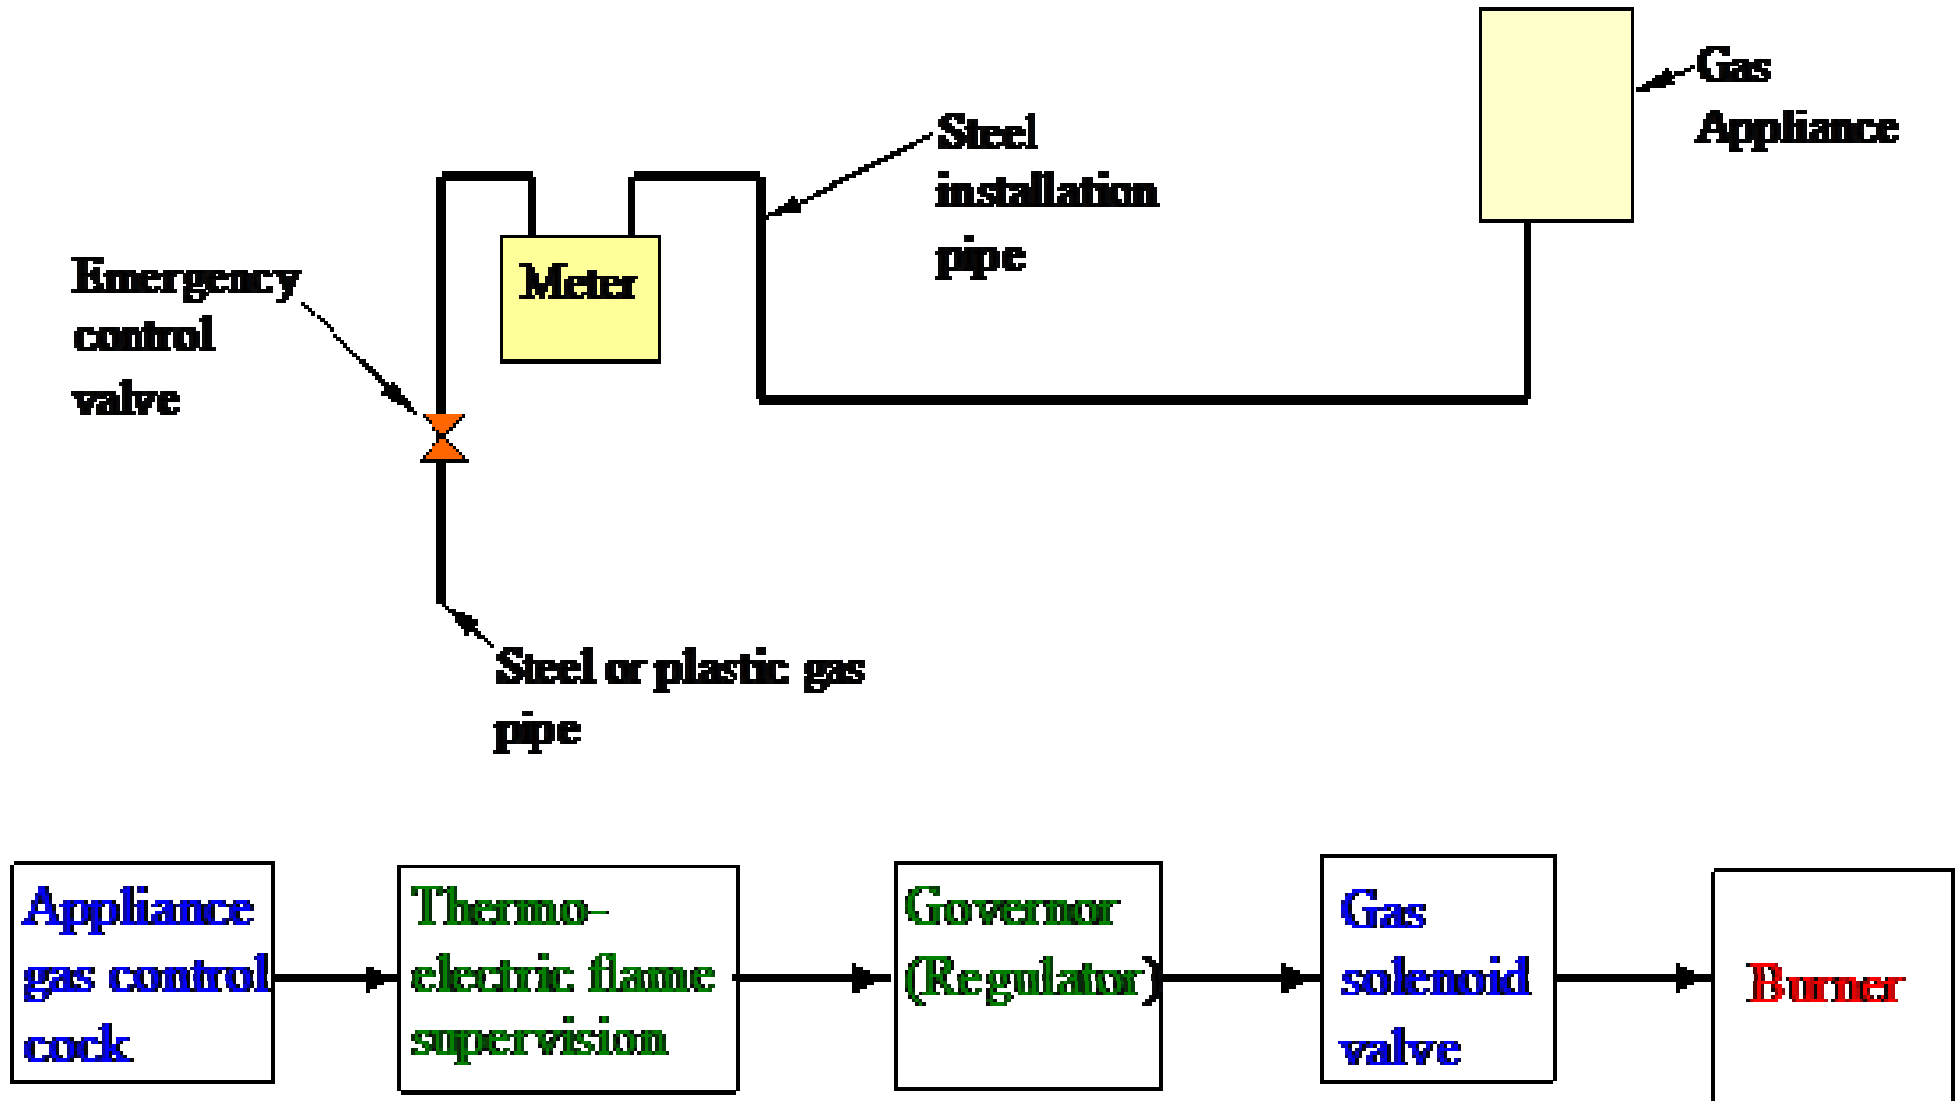 Gas
Appliance
Steel
installation
pipe
Emergency
control
valve
Meter
Steel or plastic gas
pipe
Appliance
gas control
cock
Thermo-
electric flame
supervision
Governor
(Regulator)
Gas
solenoid
valve
Burner